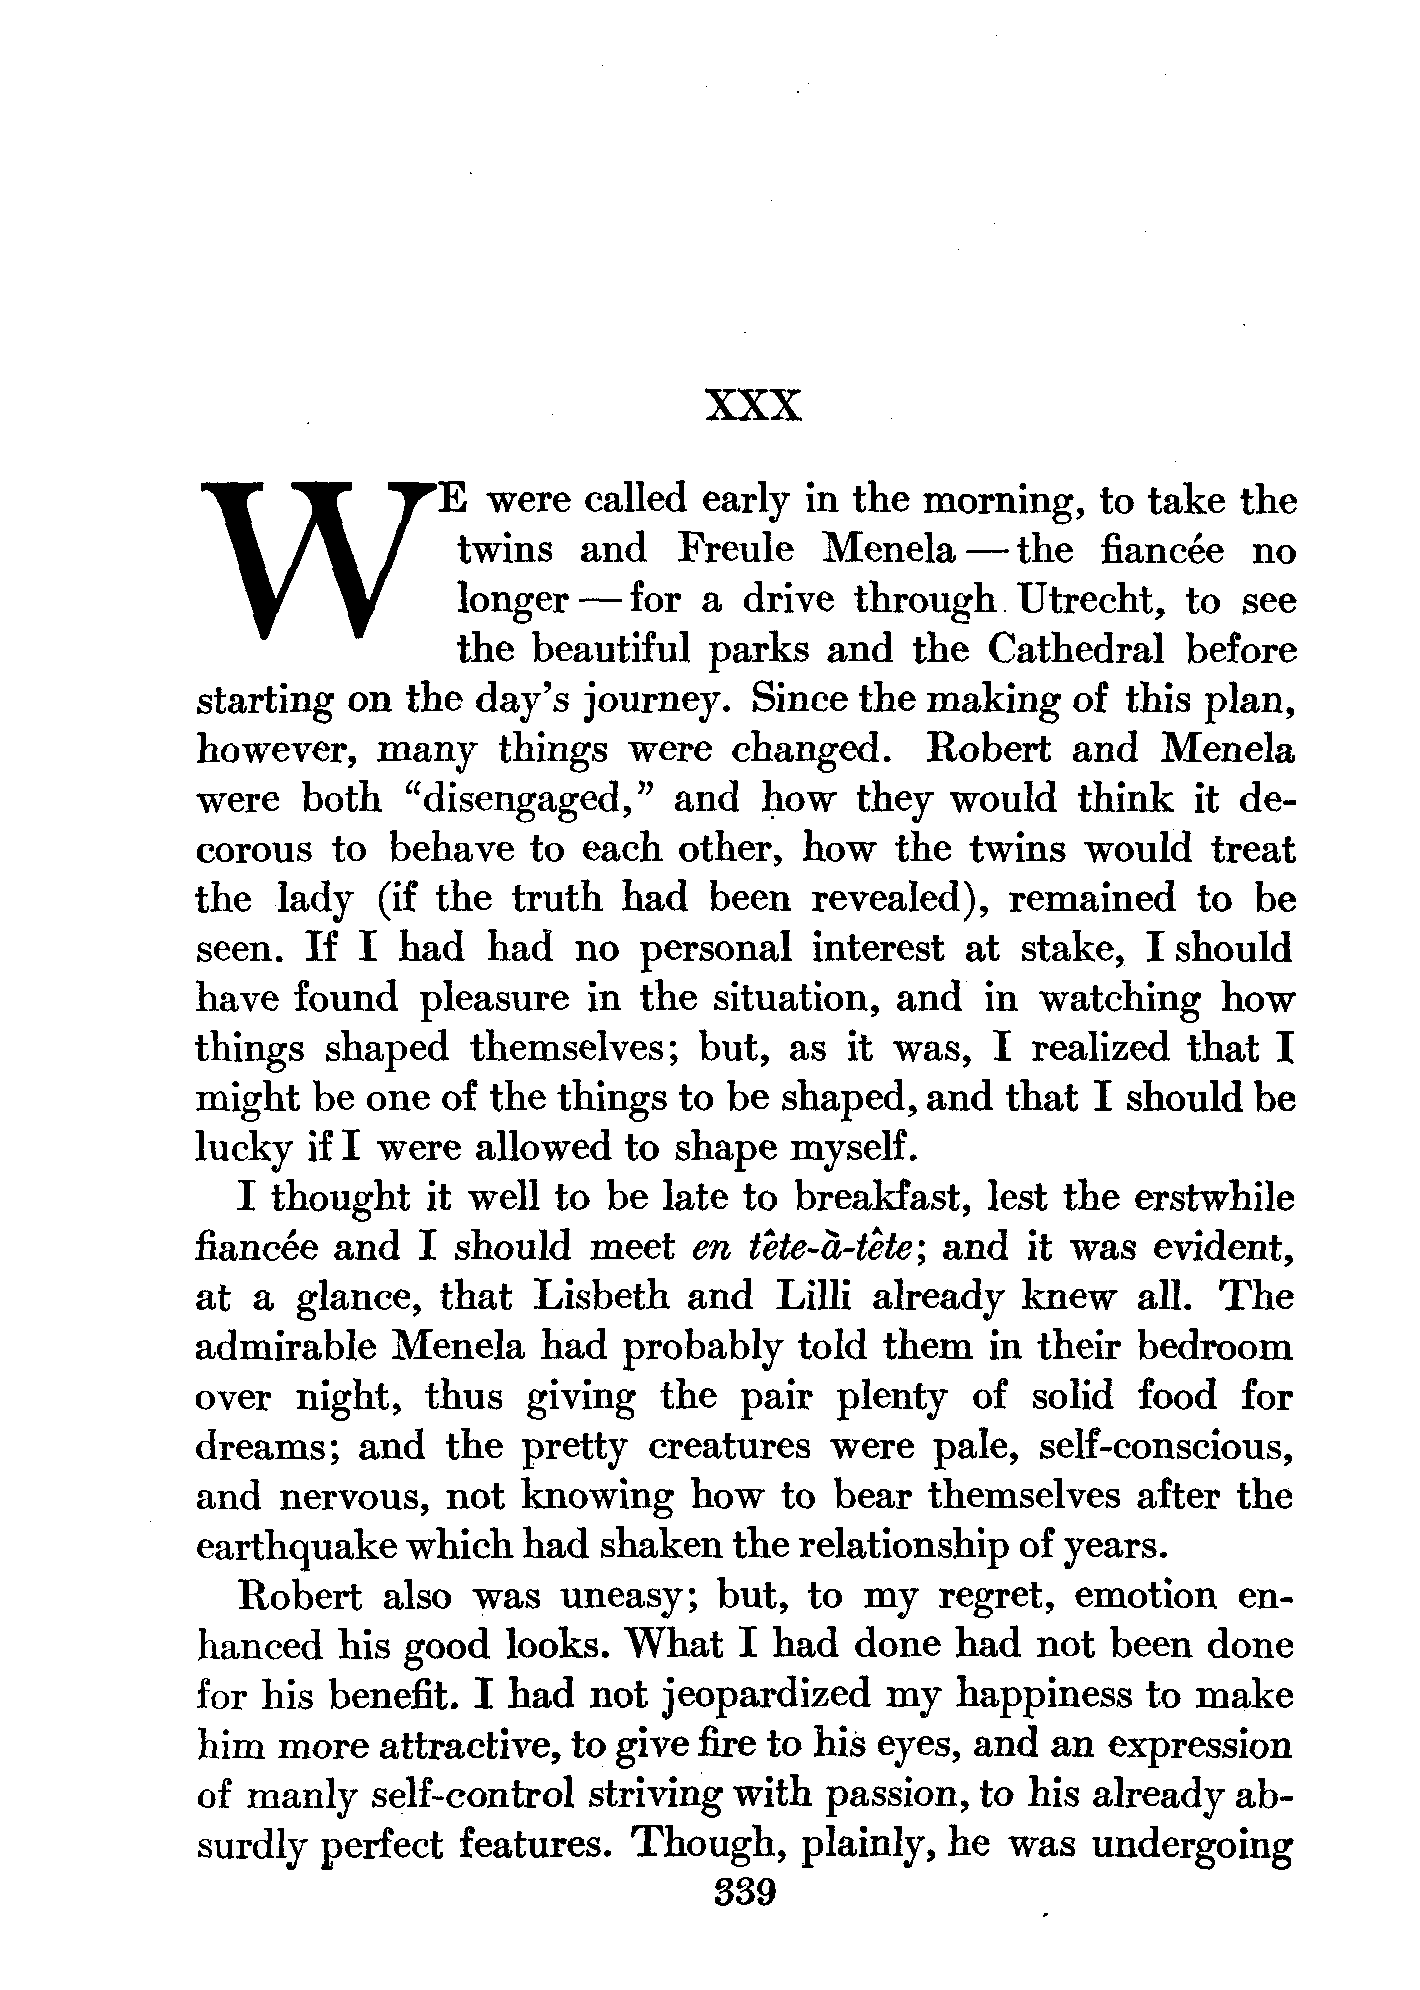 XXX
WE were called early in the morning, to take the
twins and Freule Menela — the fiancée no
longer — for a drive through Utrecht, to see
the beautiful parks and the Cathedral before
starting on the day's journey. Since the making of this plan,
however, many things were changed. Robert and Menela
were both "disengaged," and how they would think it de-
corous to behave to each other, how the twins would treat
the lady (if the truth had been revealed), remained to be
seen. If I had had no personal interest at stake, I should
have found pleasure in the situation, and in watching how
things shaped themselves; but, as it was, I realized that I
might be one of the things to be shaped, and that I should be
lucky if I were allowed to shape myself.
I thought it well to be late to breakfast, lest the erstwhile
fiancée and I should meet en tête-à-tête; and it was evident,
at a glance, that Lisbeth and Lilli already knew all. The
admirable Menela had probably told them in their bedroom
over night, thus giving the pair plenty of solid food for
dreams; and the pretty creatures were pale, self-conscious,
and nervous, not knowing how to bear themselves after the
earthquake which had shaken the relationship of years.
Robert also was uneasy; but, to my regret, emotion en-
hanced his good looks. What I had done had not been done
for his benefit. I had not jeopardized my happiness to make
him more attractive, to give fire to his eyes, and an expression
of manly self-control striving with passion, to his already ab-
surdly perfect features. Though, plainly, he was undergoing
339